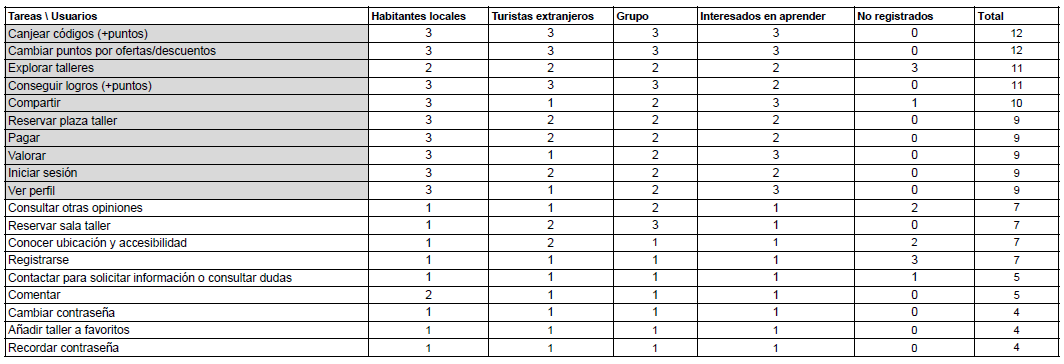 Tareas \ Usuarios Habitantes locales Turistas extranjeros Grupo Interesados en aprender No registrados Total
Canjear códigos (+puntos) 3 3 3 3 0 12
Cambiar puntos por ofertas/descuentos 3 3 3 3 0 12
Explorar talleres 2 2 2 2 3 11
Conseguir logros (+puntos) 3 3 3 2 0 11
Compartir 3 1 2 3 1 10
Reservar plaza taller 3 2 2 2 0 9
Pagar 3 2 2 2 0 9
Valorar 3 1 2 3 0 9
Iniciar sesión 3 2 2 2 0 9
Ver perfil 3 1 2 3 0 9
Consultar otras opiniones 1 1 2 1 2 7
Reservar sala taller 1 2 3 1 0 7
Conocer ubicación y accesibilidad 1 2 1 1 2 7
Registrarse 1 1 1 1 3 7
Contactar para solicitar información o consultar dudas 1 1 1 1 1 5
Comentar 2 1 1 1 0 5
Cambiar contraseña 1 1 1 1 0 4
Añadir taller a favoritos 1 1 1 1 0 4
Recordar contraseña 1 1 1 1 0 4